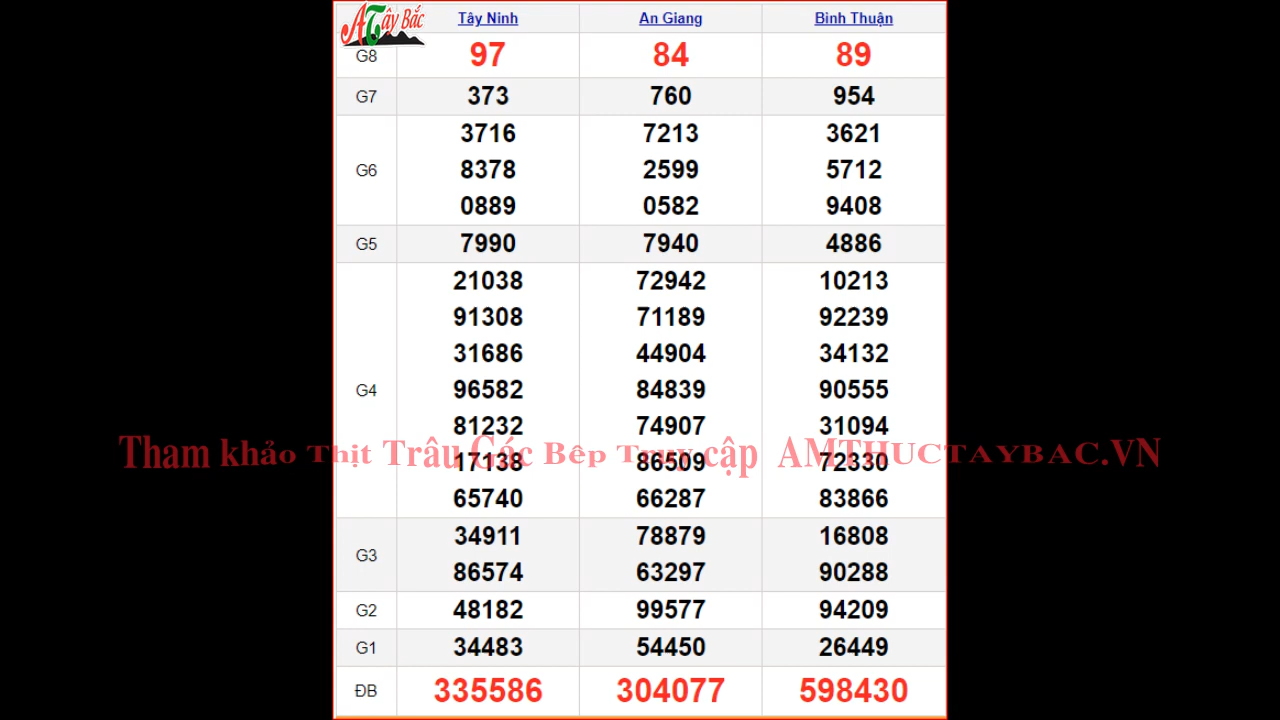 ATây Bắc Tây Ninh An Giang Bình Thuận
G8 97 84 89
G7 373 760 954
3716 7213 3621
G6 8378 2599 5712
0889 0582 9408
G5 7990 7940 4886
21038 72942 10213
91308 71189 92239
31686 44904 34132
G4 96582 84839 90555
81232 74907 31094
Tham khảo Thịt Trâu Gác Bêp Truy cập AMTHUCTAYBAC.VN
17138 86509 72330
65740 66287 83866
34911 78879 16808
G3
86574 63297 90288
G2 48182 99577 94209
G1 34483 54450 26449
ĐB 335586 304077 598430